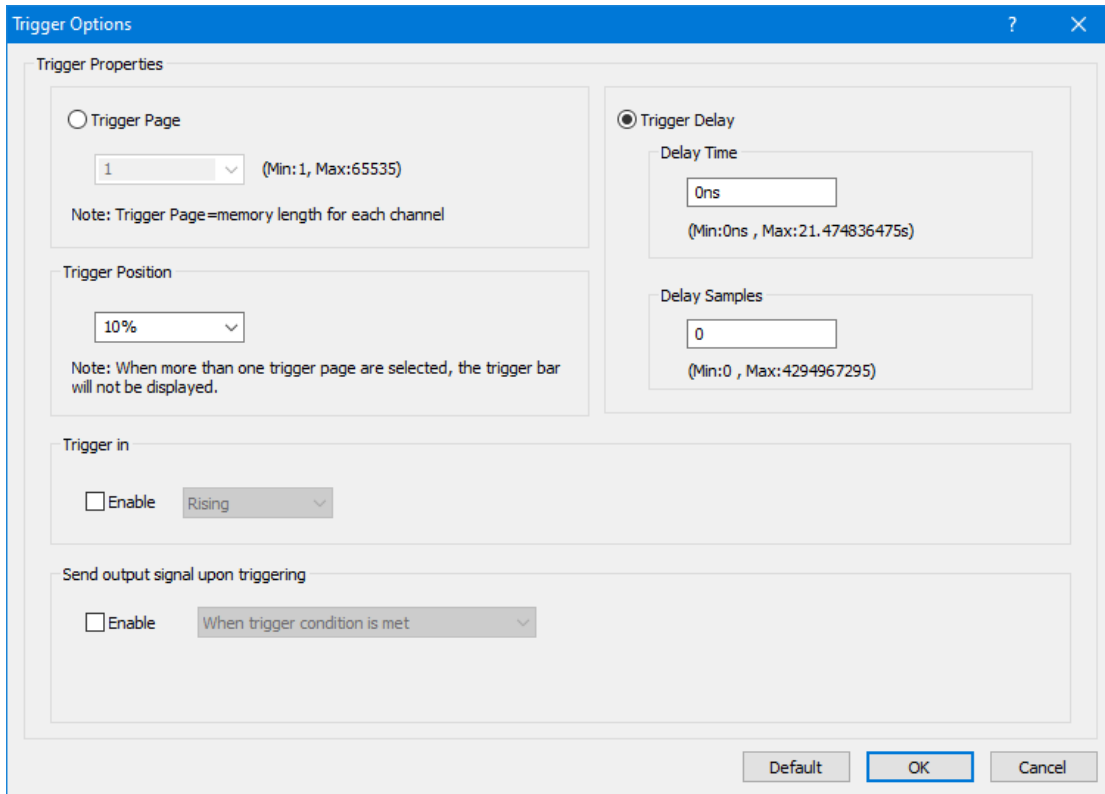 Trigger Options
?
Trigger Properties
Trigger Page
1
(Min:1, Max:65535)
Note: Trigger Page=memory length for each channel
Trigger Position
10%
Note: When more than one trigger page are selected, the trigger bar
will not be displayed.
Trigger Delay
Delay Time
0ns
(Min:0ns , Max:21.474836475s)
Delay Samples
0
(Min:0 , Max:4294967295)
Trigger in
Enable
Rising
Send output signal upon triggering
Enable
When trigger condition is met
Default
OK
Cancel